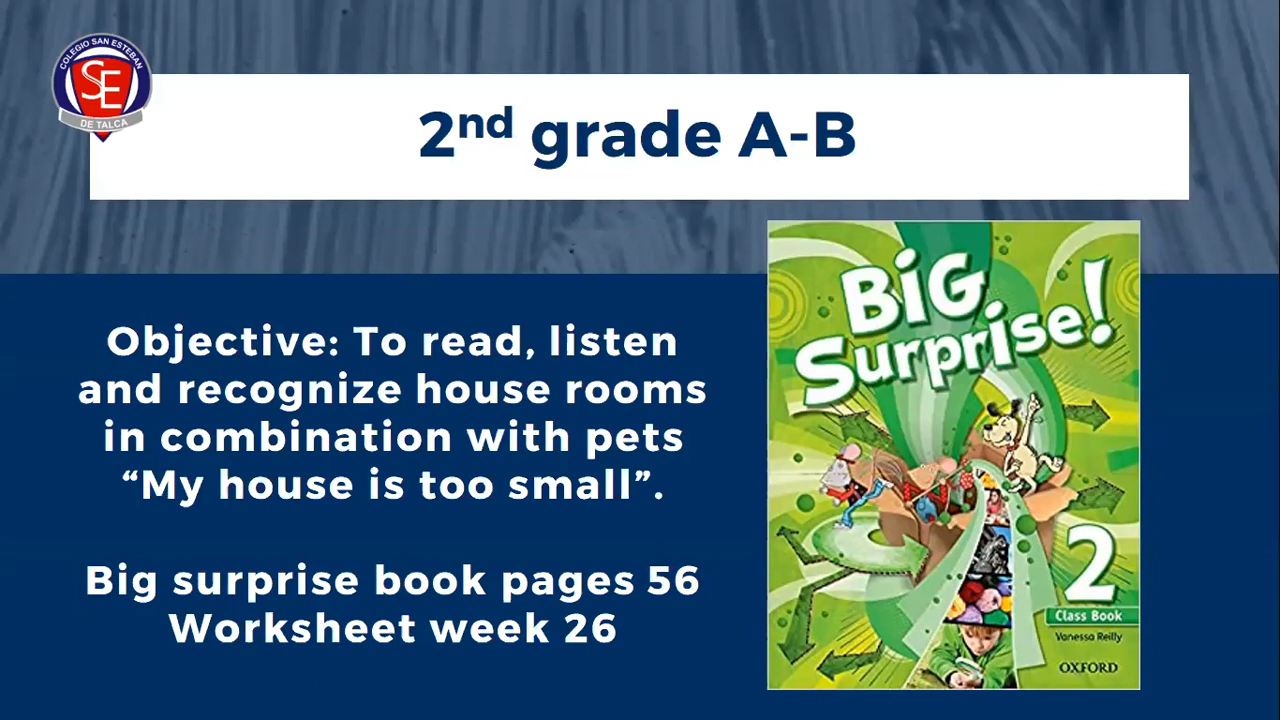 COLEGIO SAN ESTEBAN
SE
DE TALCA
2nd grade A-B
Objective: To read, listen
and recognize house rooms
in combination with pets
“My house is too small”.
Big surprise book pages 56
Worksheet week 26
BiG
Surprise!
2
Class Book
Vanessa Reilly
OXFORD